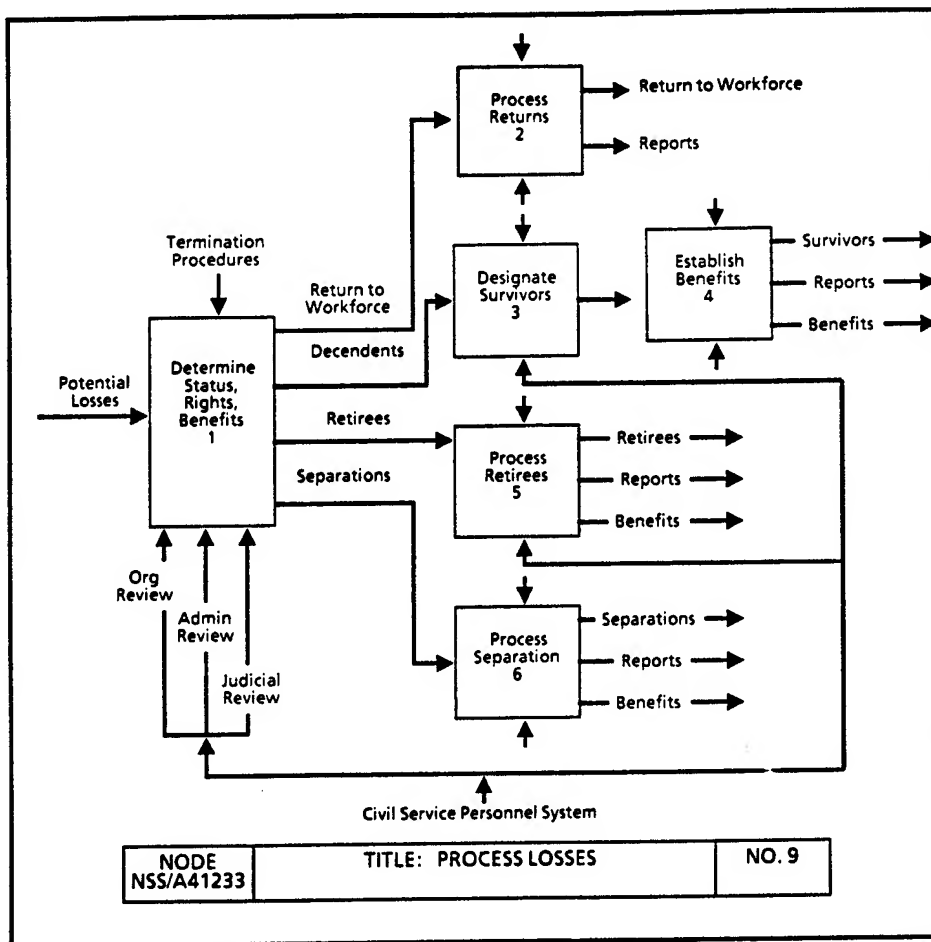 Process
Returns
2
Return to Workforce
Reports
Termination
Procedures
Return to
Workforce
Decendents
Designate
Survivors
3
Establish
Benefits
4
Survivors
Reports
Benefits
Potential
Losses
Determine
Status,
Rights,
Benefits
1
Retirees
Separations
Process
Retirees
5
Retirees
Reports
Benefits
Org
Review
Admin
Review
Judicial
Review
Process
Separation
6
Separations
Reports
Benefits
Civil Service Personnel System
NODE
NSS/A41233
TITLE: PROCESS LOSSES
NO. 9